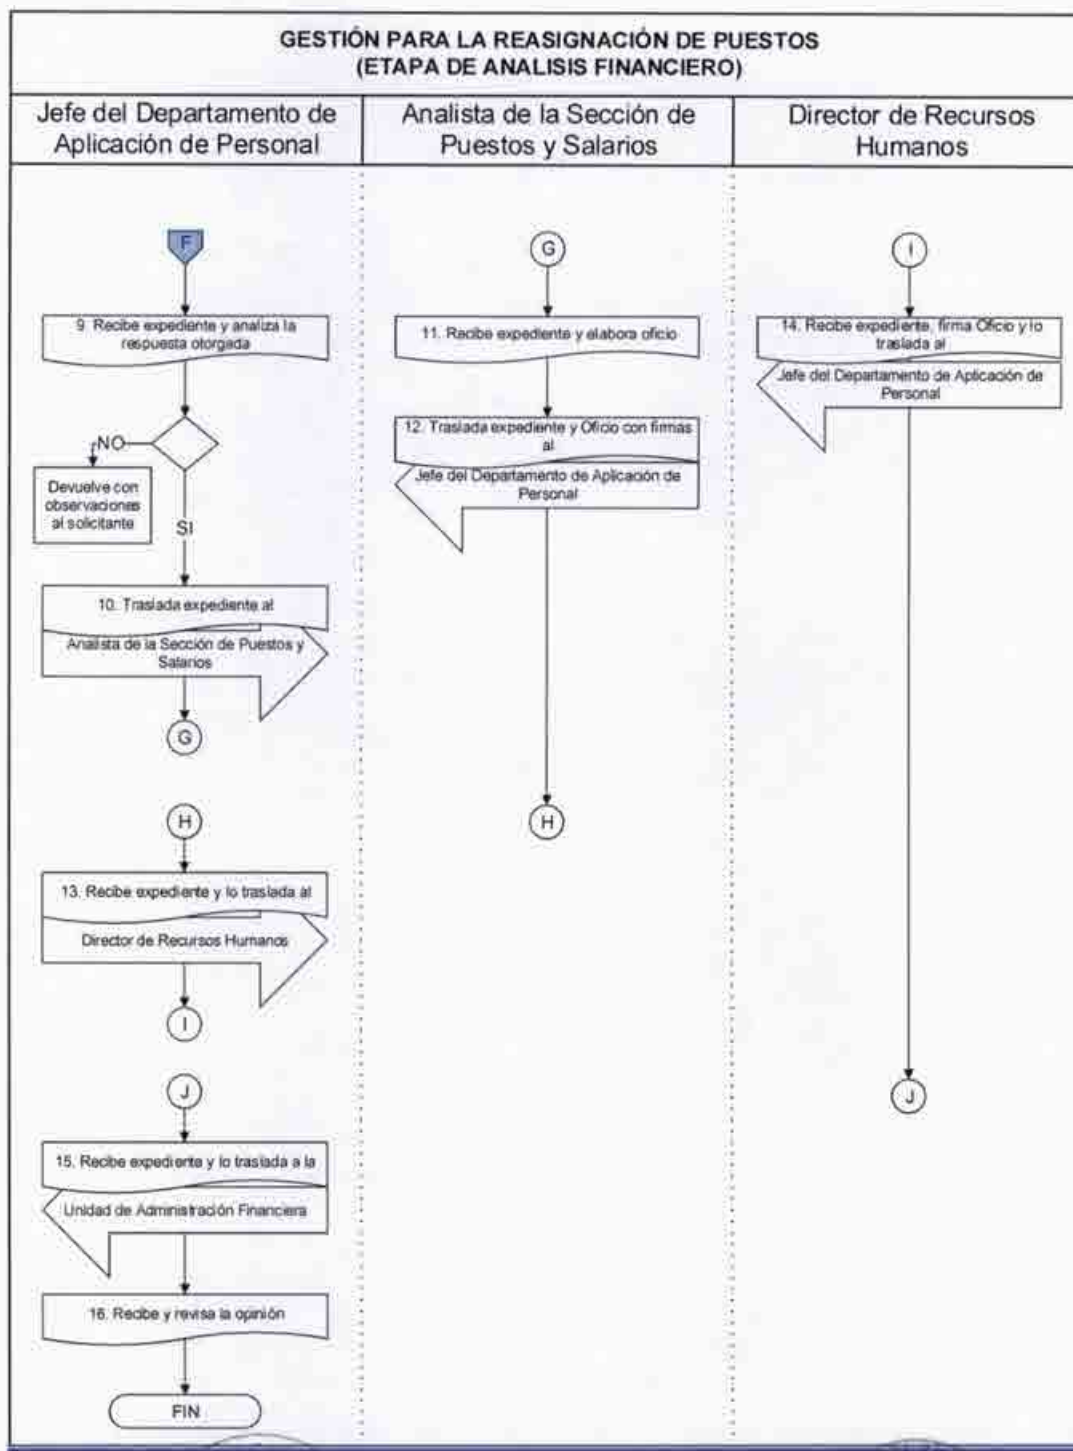 GESTIÓN PARA LA REASIGNACIÓN DE PUESTOS
(ETAPA DE ANALISIS FINANCIERO)
Jefe del Departamento de
Aplicación de Personal
Analista de la Sección de
Puestos y Salarios
Director de Recursos
Humanos
F
9. Recibe expediente y analiza la
respuesta otorgada
NO
Devuelve con
observaciones
al solicitante
SI
10. Traslada expediente al
Analista de la Sección de Puestos y
Salarios
G
H
13. Recibe expediente y lo traslada al
Director de Recursos Humanos
I
J
15. Recibe expediente y lo traslada a la
Unidad de Administración Financiera
16. Recibe y revisa la opinión
FIN
G
11. Recibe expediente y elabora oficio
12. Traslada expediente y Oficio con firmas
al
Jefe del Departamento de Aplicación de
Personal
H
I
14. Recibe expediente, firma Oficio y lo
traslada al
Jefe del Departamento de Aplicación de
Personal
J